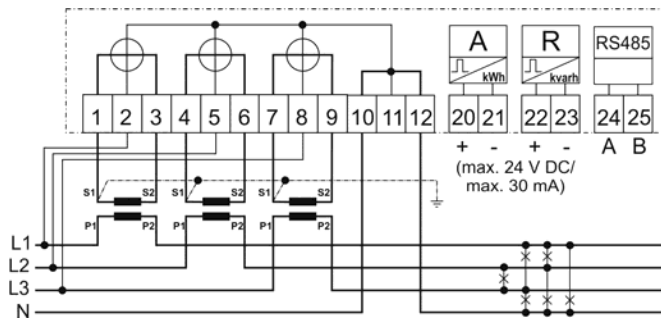 A R RS485
kWh kvarh
1 2 3 4 5 6 7 8 9 10 11 12 20 21 22 23 24 25
+ - + - A B
(max. 24 V DC/
max. 30 mA)
S1 S2 S1 S2 S1 S2
P1 P2 P1 P2 P1 P2
L1
L2
L3
N